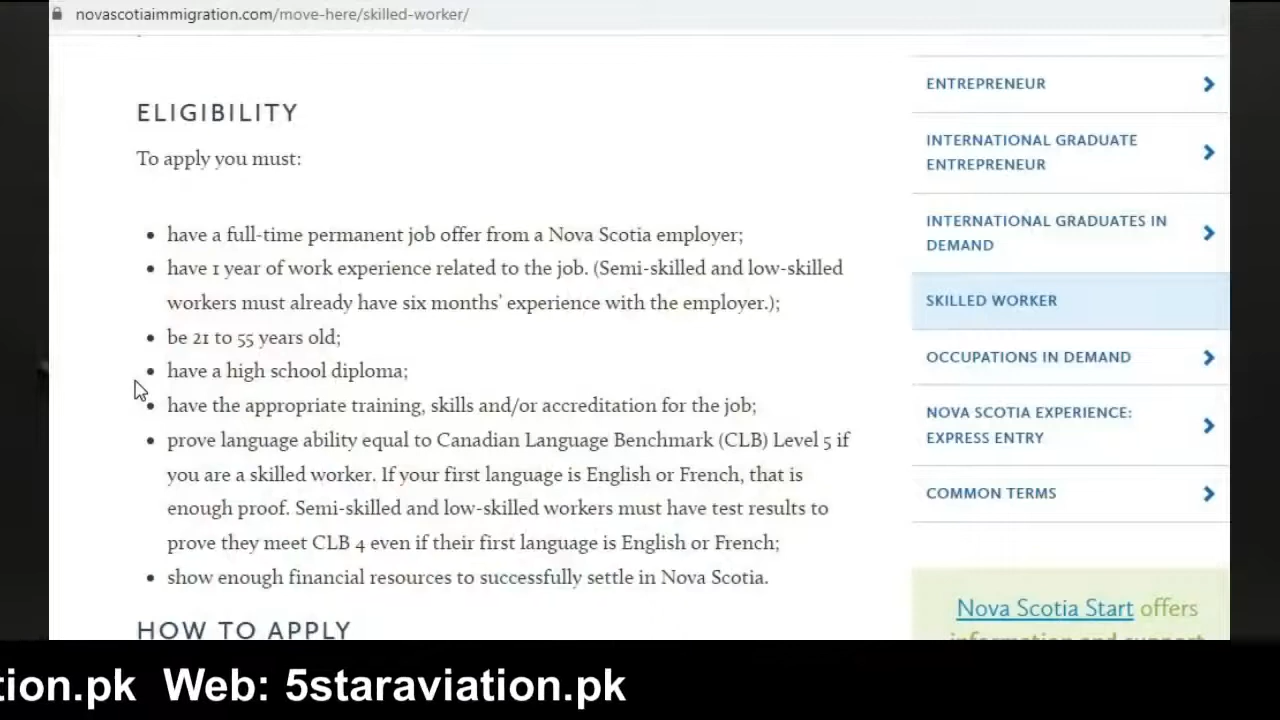 novascotiaimmigration.com/move-here/skilled-worker/
ELIGIBILITY
To apply you must:
have a full-time permanent job offer from a Nova Scotia employer;
have 1 year of work experience related to the job. (Semi-skilled and low-skilled
workers must already have six months' experience with the employer.);
be 21 to 55 years old;
have a high school diploma;
have the appropriate training, skills and/or accreditation for the job;
prove language ability equal to Canadian Language Benchmark (CLB) Level 5 if
you are a skilled worker. If your first language is English or French, that is
enough proof. Semi-skilled and low-skilled workers must have test results to
prove they meet CLB 4 even if their first language is English or French;
show enough financial resources to successfully settle in Nova Scotia.
HOW TO APPLY
ENTREPRENEUR
INTERNATIONAL GRADUATE
ENTREPRENEUR
INTERNATIONAL GRADUATES IN
DEMAND
SKILLED WORKER
OCCUPATIONS IN DEMAND
NOVA SCOTIA EXPERIENCE:
EXPRESS ENTRY
COMMON TERMS
Nova Scotia Start offers
information and support
tion.pk Web: 5staraviation.pk